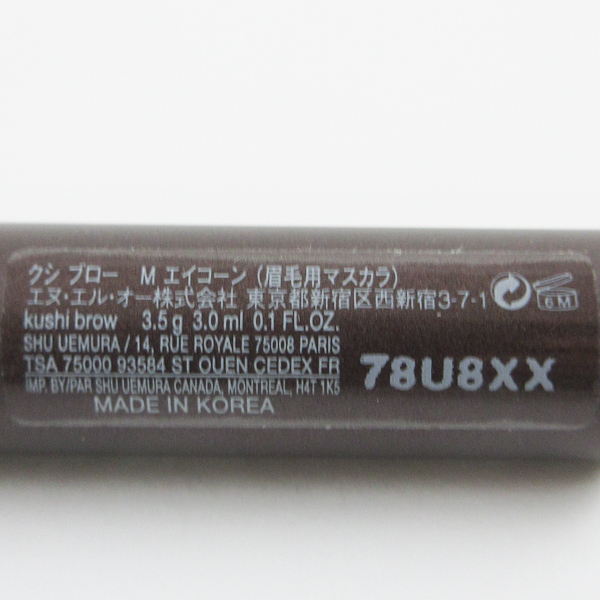 クシ ブロー M エイコーン (眉毛用マスカラ)
エヌ・エル・オー株式会社 東京都新宿区西新宿3-7-1
6M
kushi brow 3.5 g 3.0 ml 0.1 FL.OZ.
SHU UEMURA / 14, RUE ROYALE 75008 PARIS
TSA 75000 93584 ST OUEN CEDEX FR
IMP. BY/PAR SHU UEMURA CANADA, MONTREAL, H4T 1K5
MADE IN KOREA
78U8XX